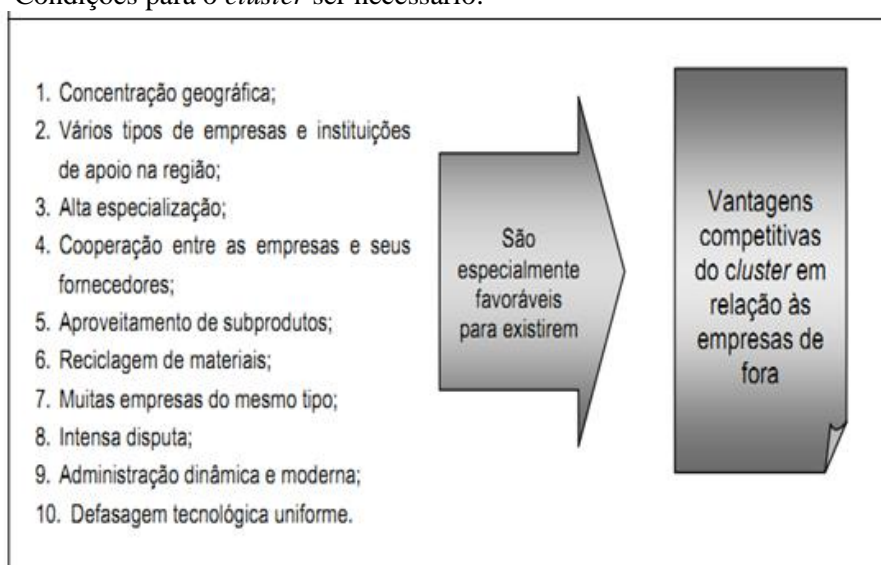 Condições para o cluster ser necessário:
1. Concentração geográfica;
2. Vários tipos de empresas e instituições
de apoio na região;
3. Alta especialização;
4. Cooperação entre as empresas e seus
fornecedores;
5. Aproveitamento de subprodutos;
6. Reciclagem de materiais;
7. Muitas empresas do mesmo tipo;
8. Intensa disputa;
9. Administração dinâmica e moderna;
10. Defasagem tecnológica uniforme.
São
especialmente
favoráveis
para existirem
Vantagens
competitivas
do cluster em
relação às
empresas de
fora